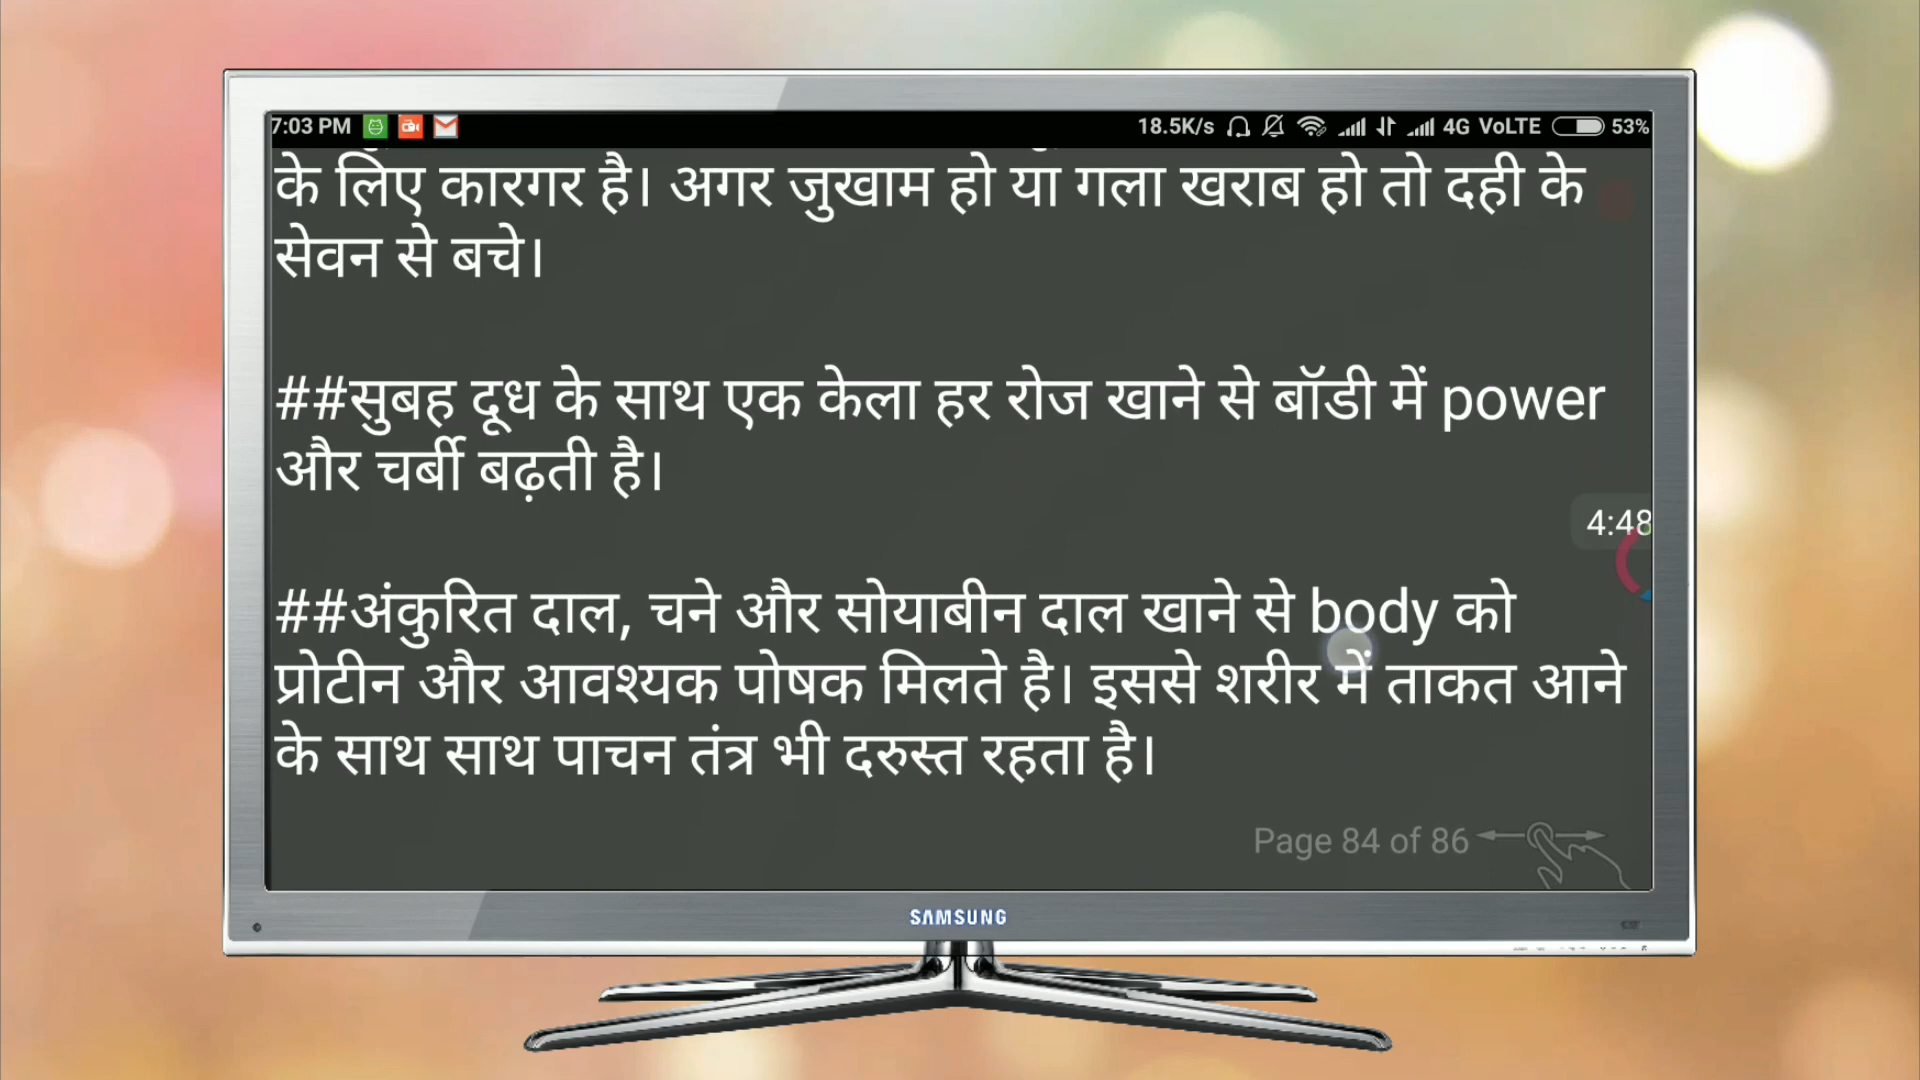 7:03 PM 18.5K/s 4G VoLTE 53%
के लिए कारगर है। अगर जुखाम हो या गला खराब हो तो दही के
सेवन से बचे।
##सुबह दूध के साथ एक केला हर रोज खाने से बॉडी में power
और चर्बी बढ़ती है।
4:48
##अंकुरित दाल, चने और सोयाबीन दाल खाने से body को
प्रोटीन और आवश्यक पोषक मिलते है। इससे शरीर में ताकत आने
के साथ साथ पाचन तंत्र भी दरुस्त रहता है।
Page 84 of 86
SAMSUNG